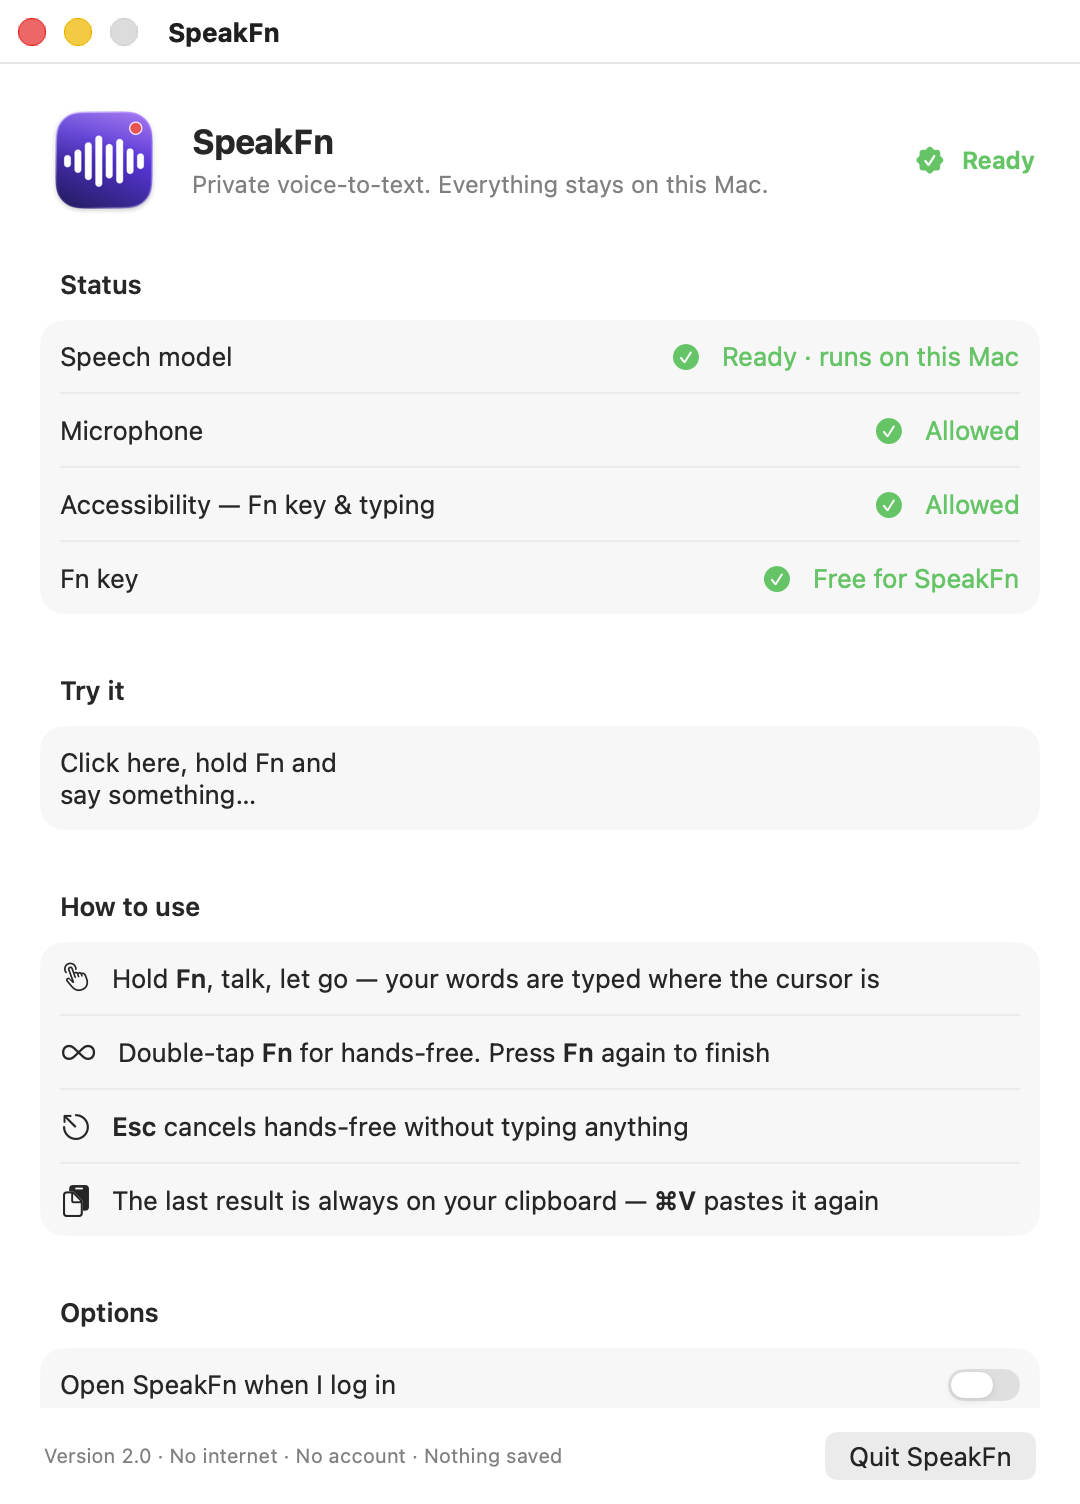 SpeakFn
SpeakFn
Private voice-to-text. Everything stays on this Mac.
Ready
Status
Speech model
Ready · runs on this Mac
Microphone
Allowed
Accessibility — Fn key & typing
Allowed
Fn key
Free for SpeakFn
Try it
Click here, hold Fn and
say something...
How to use
Hold Fn, talk, let go — your words are typed where the cursor is
Double-tap Fn for hands-free. Press Fn again to finish
Esc cancels hands-free without typing anything
The last result is always on your clipboard — ⌘V pastes it again
Options
Open SpeakFn when I log in
Version 2.0 · No internet · No account · Nothing saved
Quit SpeakFn